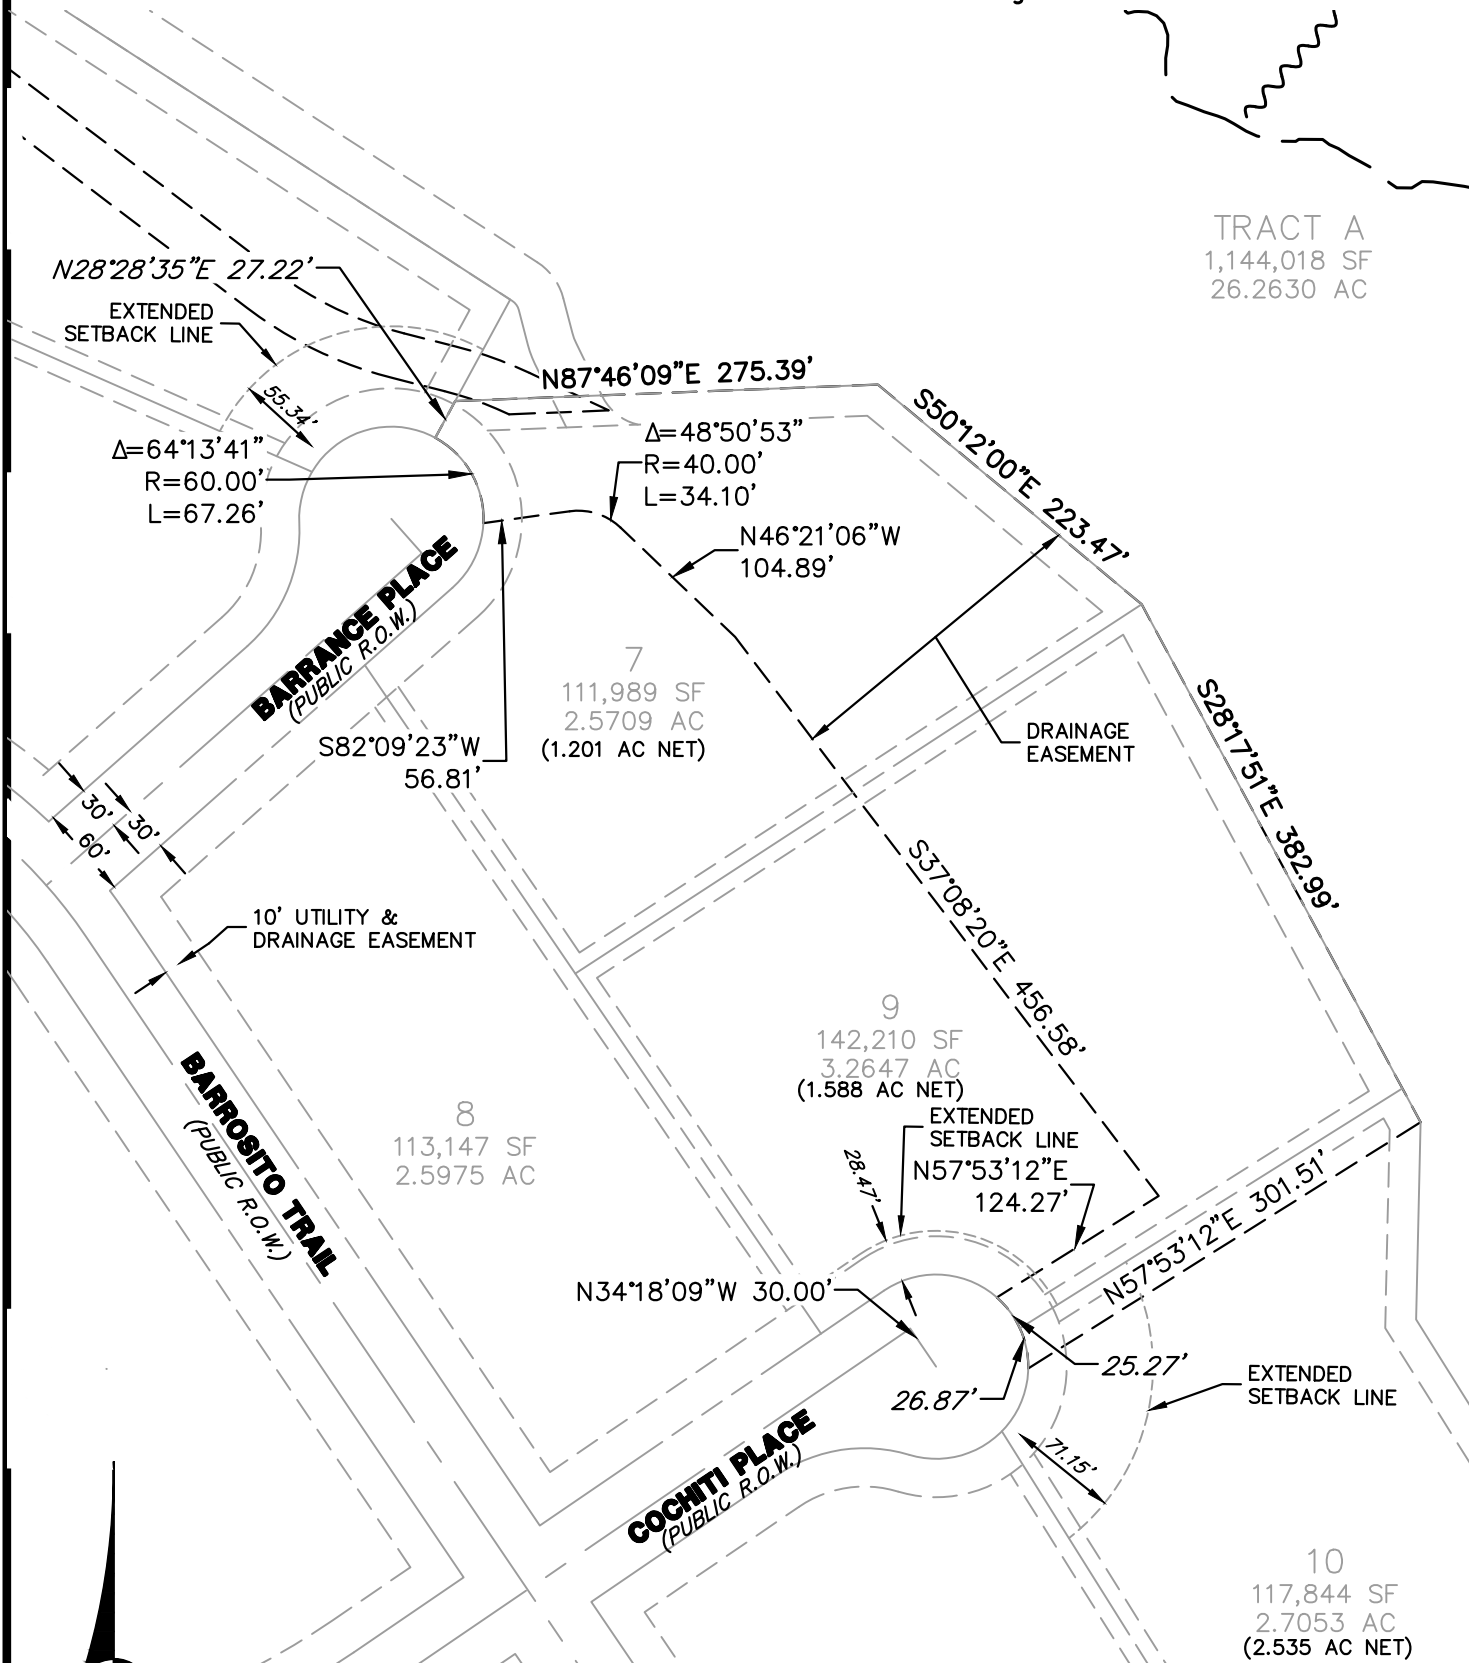 TRACT A
1,144,018 SF
26.2630 AC
N28°28'35"E 27.22'
EXTENDED
SETBACK LINE
55.34'
N87°46'09"E 275.39'
S50°12'00"E 223.47'
Δ=64°13'41"
R=60.00'
L=67.26'
Δ=48°50'53"
R=40.00'
L=34.10'
N46°21'06"W
104.89'
BARRANCE PLACE
(PUBLIC R.O.W.)
7
111,989 SF
2.5709 AC
(1.201 AC NET)
S82°09'23"W
56.81'
DRAINAGE
EASEMENT
S28°17'51"E 382.99'
30'
30'
60'
S37°08'20"E 456.58'
10' UTILITY &
DRAINAGE EASEMENT
9
142,210 SF
3.2647 AC
(1.588 AC NET)
BARROSITO TRAIL
(PUBLIC R.O.W.)
8
113,147 SF
2.5975 AC
EXTENDED
SETBACK LINE
28.47'
N57°53'12"E
124.27'
N57°53'12"E 301.51'
N34°18'09"W 30.00'
25.27'
26.87'
EXTENDED
SETBACK LINE
COCHITI PLACE
(PUBLIC R.O.W.)
71.15'
10
117,844 SF
2.7053 AC
(2.535 AC NET)